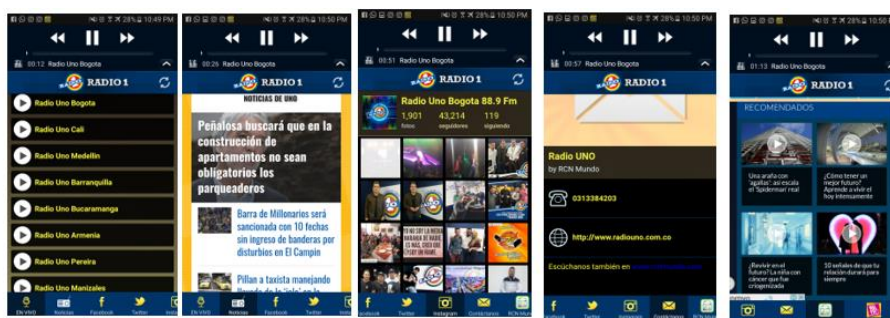 28% 10:49 PM
00:12 Radio Uno Bogota
RADIO 1
Radio Uno Bogota
Radio Uno Cali
Radio Uno Medellin
Radio Uno Barranquilla
Radio Uno Bucaramanga
Radio Uno Armenia
Radio Uno Pereira
Radio Uno Manizales
EN VIVO Noticias Facebook Twitter
28% 10:50 PM
00:26 Radio Uno Bogota
RADIO 1
NOTICIAS DE UNO
Peñalosa buscará que en la
construcción de
apartamentos no sean
obligatorios los
parqueaderos
Barra de Millonarios será
sancionada con 10 fechas
sin ingreso de banderas por
disturbios en El Campín
Pillan a taxista manejando
EN VIVO Noticias Facebook Twitter
28% 10:50 PM
00:51 Radio Uno Bogota
RADIO 1
Radio Uno Bogota 88.9 Fm
1,901 43,214 119
fotos seguidores siguiendo
Facebook Twitter Instagram Contáctanos
28% 10:50 PM
00:57 Radio Uno Bogota
RADIO 1
Radio UNO
by RCN Mundo
0313384203
http://www.radiouno.com.co
Escúchanos también en
Twitter Instagram Contáctanos
28% 10:50 PM
01:13 Radio Uno Bogota
RADIO 1
RECOMENDADOS
Una araña con
'agallas': así escala
el 'Spiderman' real
¿Cómo tener un
mejor futuro?
Aprende a vivir el
hoy intensamente
¿Revivir en el
futuro? La niña con
cáncer que fue
criogenizada
10 señales de que tu
relación durará para
siempre